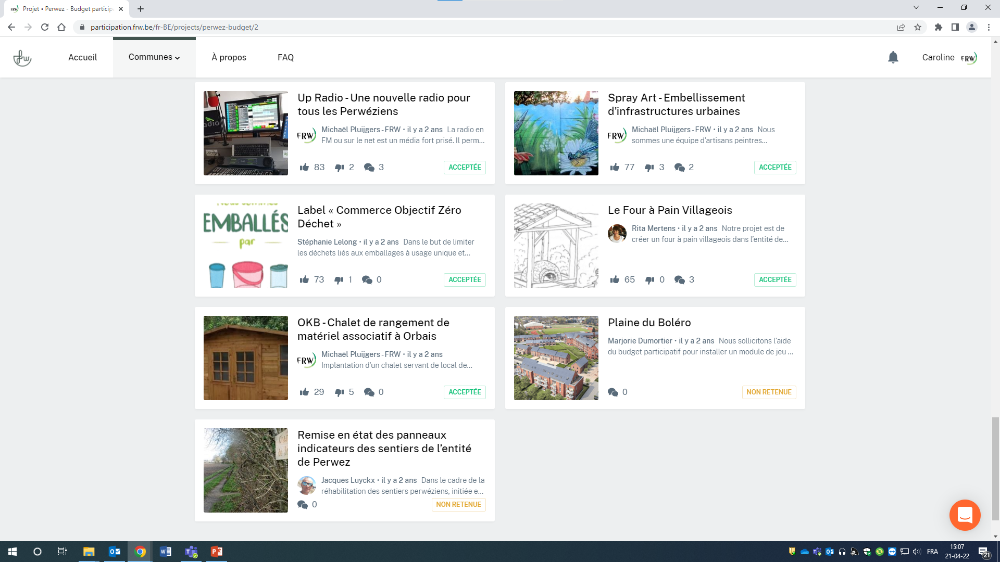 Projet • Perwez - Budget particip
participation.frw.be/fr-BE/projects/perwez-budget/2
frw
Accueil
Communes
À propos
FAQ
Caroline
FRW
Up Radio - Une nouvelle radio pour
tous les Perwéziens
FRW
Michaël Pluijgers - FRW • il y a 2 ans La radio en
FM ou sur le net est un média fort prisé. Il perm...
83 2 3
ACCEPTÉE
Spray Art - Embellissement
d'infrastructures urbaines
FRW
Michaël Pluijgers - FRW • il y a 2 ans Nous
sommes une équipe d'artisans peintres...
77 3 2
ACCEPTÉE
EMBALLÉS
par
Label « Commerce Objectif Zéro
Déchet »
Stéphanie Lelong • il y a 2 ans Dans le but de limiter
les déchets liés aux emballages à usage unique et...
73 1 0
ACCEPTÉE
Le Four à Pain Villageois
Rita Mertens • il y a 2 ans Notre projet est de
créer un four à pain villageois dans l'entité de...
65 0 3
ACCEPTÉE
OKB - Chalet de rangement de
matériel associatif à Orbais
FRW
Michaël Pluijgers - FRW • il y a 2 ans
Implantation d'un chalet servant de local de...
29 5 0
ACCEPTÉE
Plaine du Boléro
Marjorie Dumortier • il y a 2 ans Nous sollicitons l'aide
du budget participatif pour installer un module de jeu ...
0
NON RETENUE
Remise en état des panneaux
indicateurs des sentiers de l’entité
de Perwez
Jacques Luyckx • il y a 2 ans Dans le cadre de la
réhabilitation des sentiers perwéziens, initiée e...
0
NON RETENUE
FRA
15:07
21-04-22
21